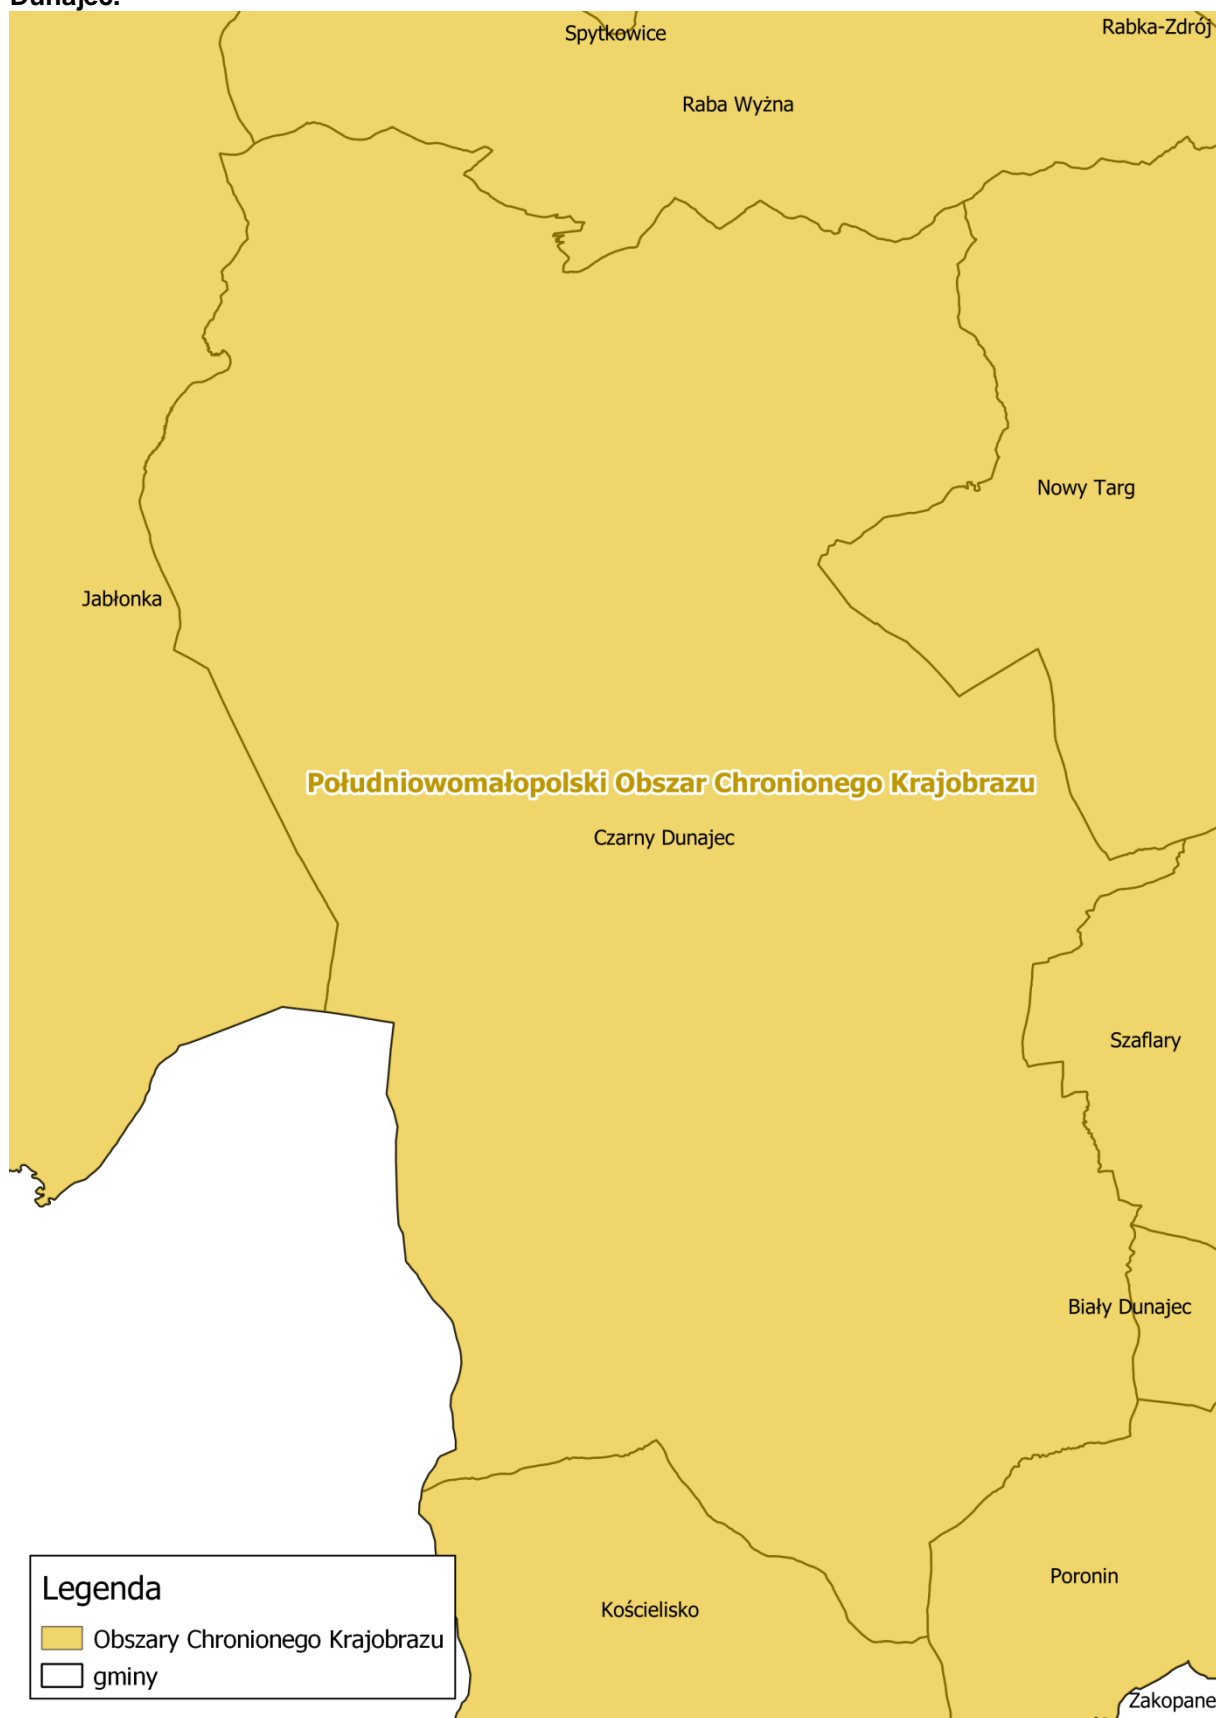 Dunajec.
Spytkowice
Rabka-Zdrój
Raba Wyżna
Nowy Targ
Jabłonka
Południowomałopolski Obszar Chronionego Krajobrazu
Czarny Dunajec
Szaflary
Biały Dunajec
Poronin
Kościelisko
Legenda
Obszary Chronionego Krajobrazu
gminy
Zakopane